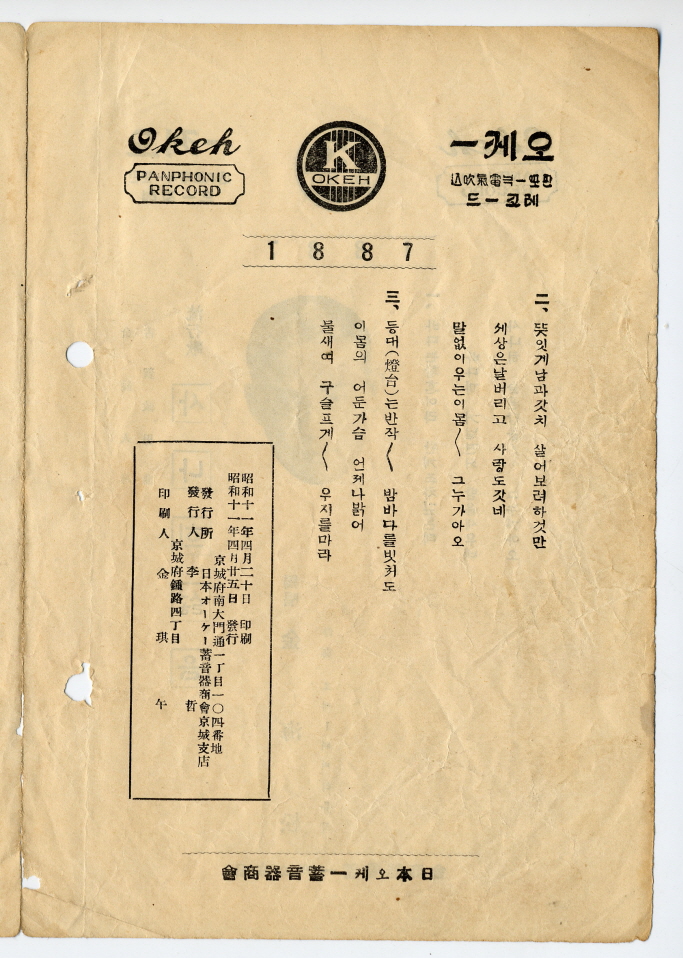 Okeh
PANPHONIC
RECORD
K
OKEH
오케一
판포一늬電氣吹込
레코一드
1887
二、뜻잇게남과갓치 살어보려하것만
세상은날버리고 사랑도갓네
말없이우는이몸〱 그누가아오
三、등대(燈台)는반작〱 밤바다를빗처도
이몸의 어둔가슴 언제나밝어
물새여 구슬프게〱 우지를마라
昭和十一年四月二十日 印刷
昭和十一年四月廿五日 發行
京城府南大門通一丁目一〇四番地
發行所 日本オーケー蓄音器商會京城支店
發行人 李 哲
京城府鍾路四丁目
印刷人 金 琪 午
日本오케一蓄音器商會